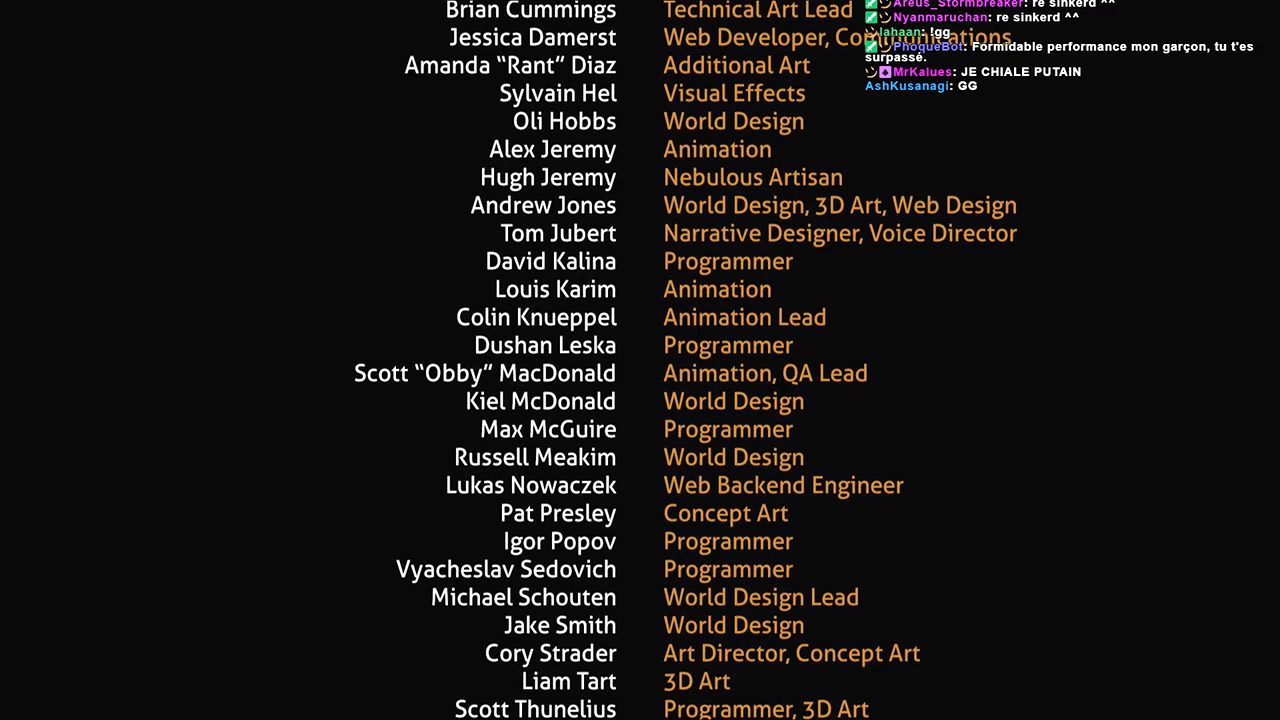 Brian Cummings Technical Art Lead
Jessica Damerst Web Developer, Communications
Amanda “Rant” Diaz Additional Art
Sylvain Hel Visual Effects
Oli Hobbs World Design
Alex Jeremy Animation
Hugh Jeremy Nebulous Artisan
Andrew Jones World Design, 3D Art, Web Design
Tom Jubert Narrative Designer, Voice Director
David Kalina Programmer
Louis Karim Animation
Colin Knueppel Animation Lead
Dushan Leska Programmer
Scott “Obby” MacDonald Animation, QA Lead
Kiel McDonald World Design
Max McGuire Programmer
Russell Meakim World Design
Lukas Nowaczek Web Backend Engineer
Pat Presley Concept Art
Igor Popov Programmer
Vyacheslav Sedovich Programmer
Michael Schouten World Design Lead
Jake Smith World Design
Cory Strader Art Director, Concept Art
Liam Tart 3D Art
Scott Thunelius Programmer, 3D Art
Areus_Stormbreaker: re sinkerd ^^
Nyanmaruchan: re sinkerd ^^
lahaan: !gg
PhoqueBot: Formidable performance mon garçon, tu t'es
surpassé.
MrKalues: JE CHIALE PUTAIN
AshKusanagi: GG